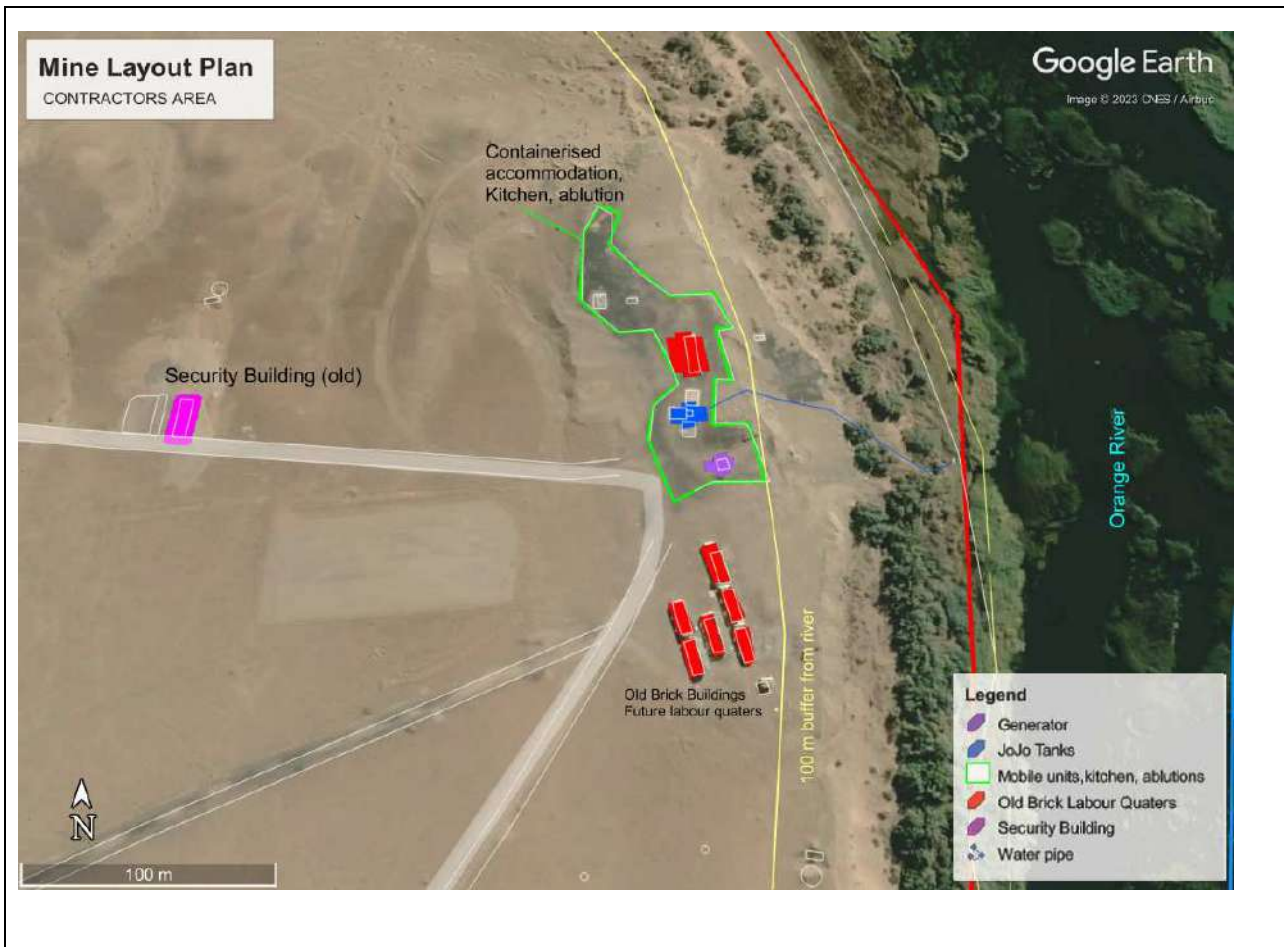 Mine Layout Plan
CONTRACTORS AREA
Google Earth
Image © 2023 CNES / Airbus
Containerised
accommodation,
Kitchen, ablution
Security Building (old)
Orange River
100 m buffer from river
Old Brick Buildings
Future labour quaters
Legend
Generator
JoJo Tanks
Mobile units,kitchen, ablutions
Old Brick Labour Quaters
Security Building
Water pipe
N
100 m